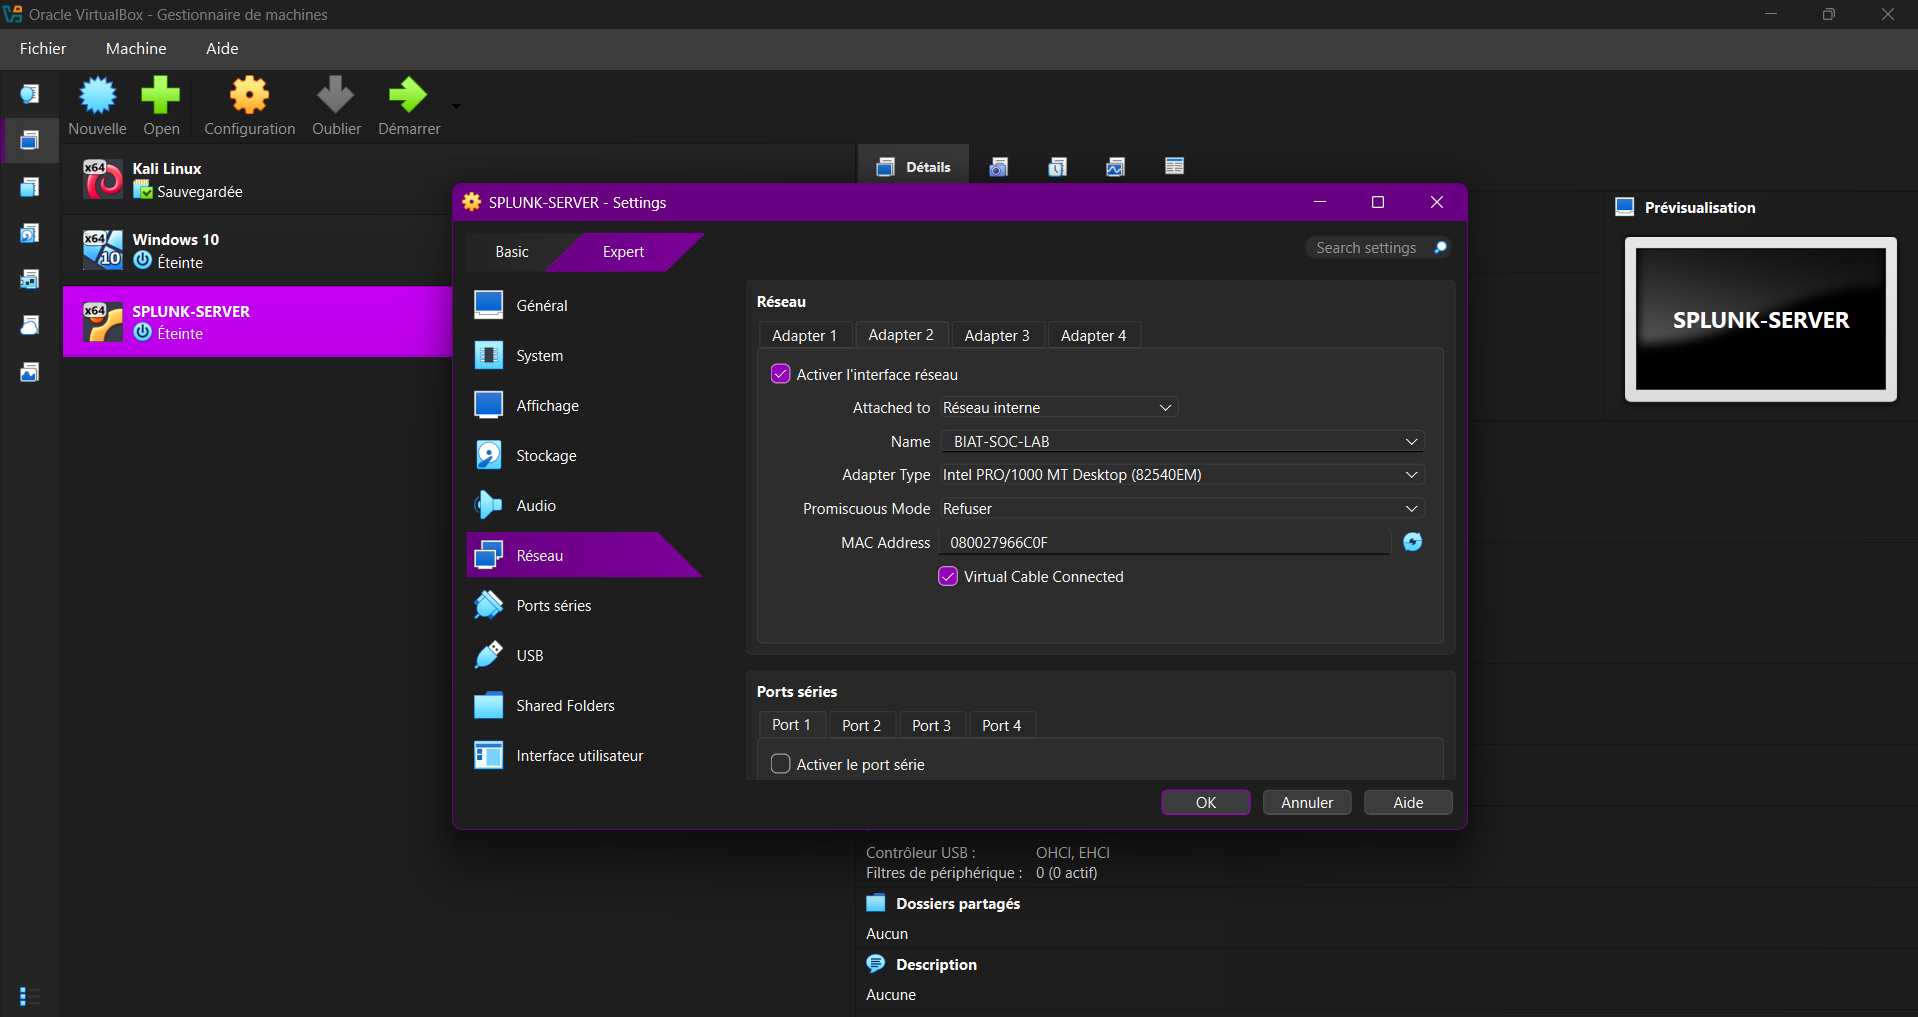 Oracle VirtualBox - Gestionnaire de machines
Fichier Machine Aide
Nouvelle Open Configuration Oublier Démarrer
x64 Kali Linux
Sauvegardée
x64 10 Windows 10
Éteinte
x64 SPLUNK-SERVER
Éteinte
Détails
Prévisualisation
SPLUNK-SERVER
SPLUNK-SERVER - Settings
Basic Expert
Search settings
Général
System
Affichage
Stockage
Audio
Réseau
Ports séries
USB
Shared Folders
Interface utilisateur
Réseau
Adapter 1 Adapter 2 Adapter 3 Adapter 4
Activer l'interface réseau
Attached to Réseau interne
Name BIAT-SOC-LAB
Adapter Type Intel PRO/1000 MT Desktop (82540EM)
Promiscuous Mode Refuser
MAC Address 080027966C0F
Virtual Cable Connected
Ports séries
Port 1 Port 2 Port 3 Port 4
Activer le port série
OK Annuler Aide
Contrôleur USB : OHCI, EHCI
Filtres de périphérique : 0 (0 actif)
Dossiers partagés
Aucun
Description
Aucune